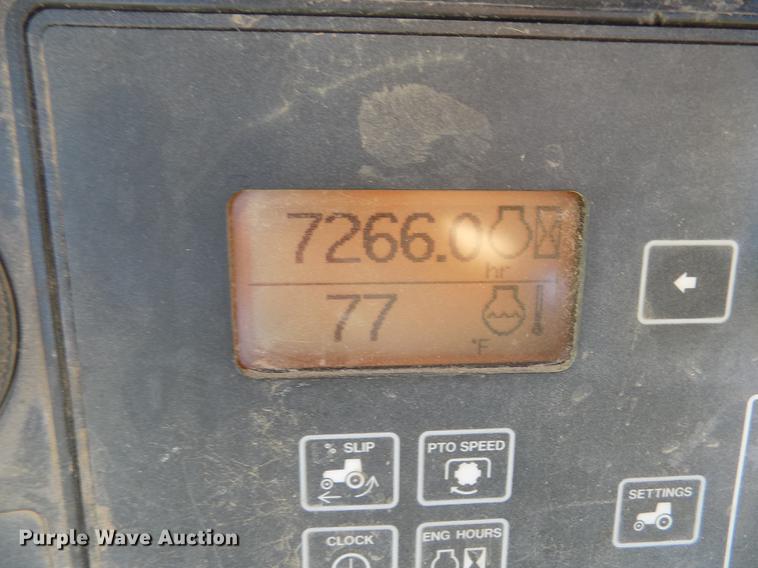 7266.0
hr
77
°F
% SLIP
PTO SPEED
SETTINGS
CLOCK
ENG HOURS
Purple Wave Auction